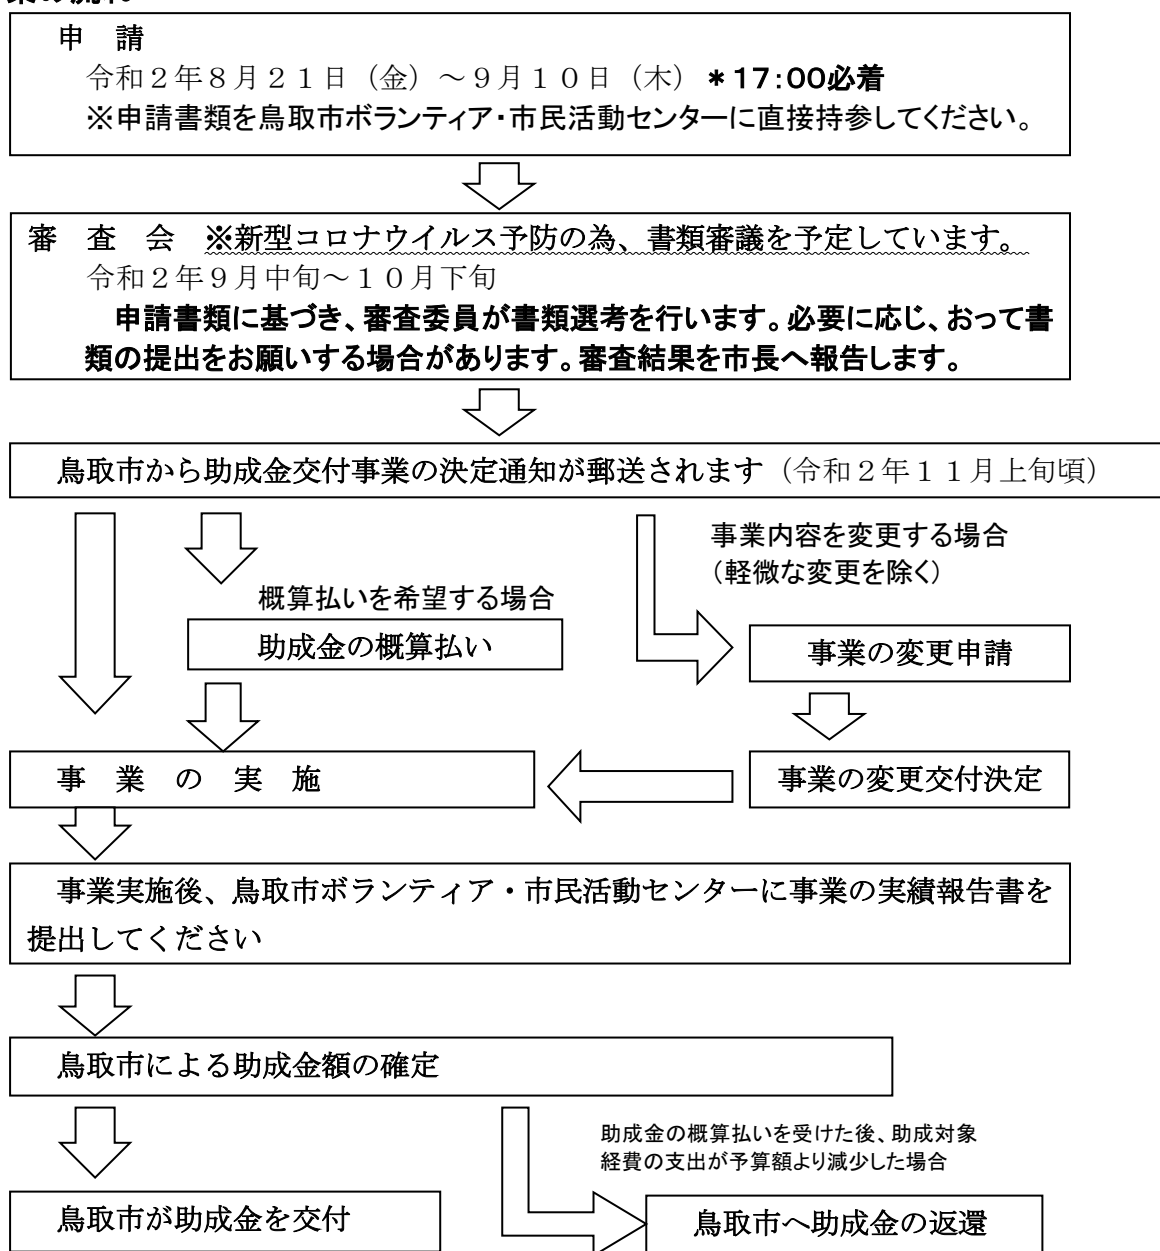 申　請
令和２年８月２１日（金）～９月１０日（木）＊17：00必着
※申請書類を鳥取市ボランティア・市民活動センターに直接持参してください。
審　査　会　※新型コロナウイルス予防の為、書類審議を予定しています。
令和２年９月中旬～１０月下旬
申請書類に基づき、審査委員が書類選考を行います。必要に応じ、おって書
類の提出をお願いする場合があります。審査結果を市長へ報告します。
鳥取市から助成金交付事業の決定通知が郵送されます（令和２年１１月上旬頃）
事業内容を変更する場合
（軽微な変更を除く）
概算払いを希望する場合
助成金の概算払い
事業の変更申請
事　業　の　実　施
事業の変更交付決定
事業実施後、鳥取市ボランティア・市民活動センターに事業の実績報告書を
提出してください
鳥取市による助成金額の確定
助成金の概算払いを受けた後、助成対象
経費の支出が予算額より減少した場合
鳥取市が助成金を交付
鳥取市へ助成金の返還